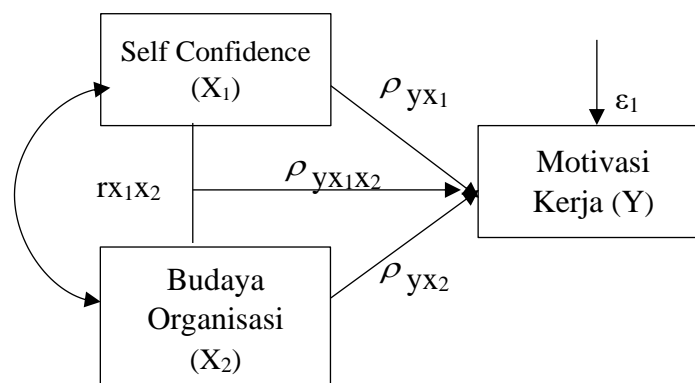 Self Confidence
(X₁)
ρ yx₁
ε₁
Motivasi
Kerja (Y)
rx₁x₂
ρ yx₁x₂
Budaya
Organisasi
(X₂)
ρ yx₂